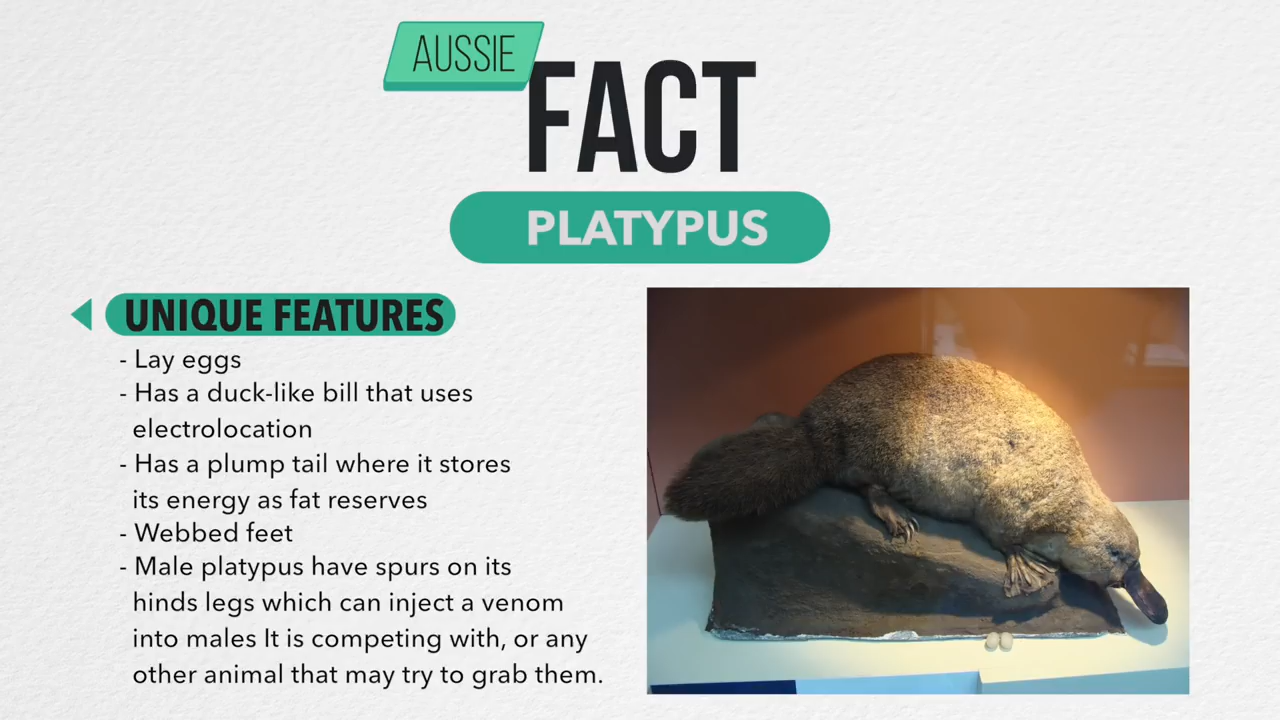 AUSSIE
FACT
PLATYPUS
UNIQUE FEATURES
- Lay eggs
- Has a duck-like bill that uses
electrolocation
- Has a plump tail where it stores
its energy as fat reserves
- Webbed feet
- Male platypus have spurs on its
hinds legs which can inject a venom
into males It is competing with, or any
other animal that may try to grab them.